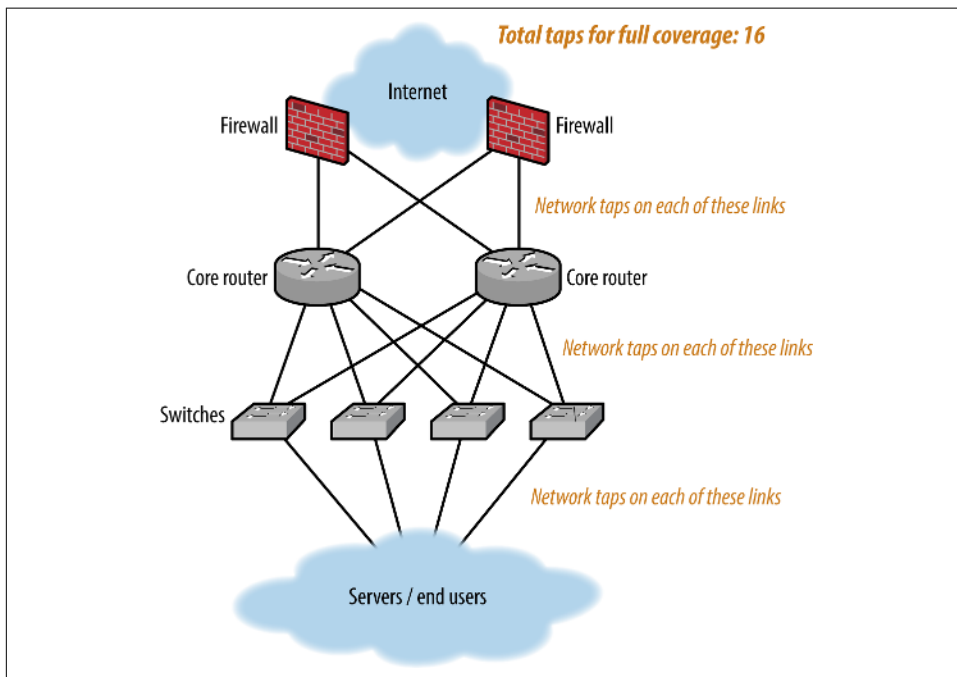 Total taps for full coverage: 16
Internet
Firewall
Firewall
Network taps on each of these links
Core router
Core router
Network taps on each of these links
Switches
Network taps on each of these links
Servers / end users